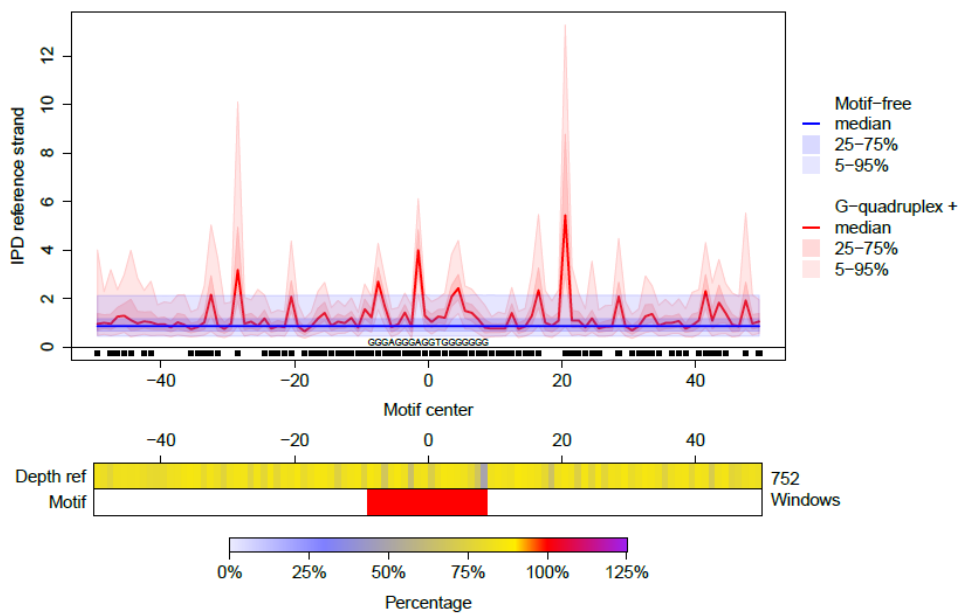 12
10
8
6
4
2
0
IPD reference strand
GGGAGGGAGGTGGGGGGG
−40 −20 0 20 40
Motif center
Motif−free
median
25−75%
5−95%
G−quadruplex +
median
25−75%
5−95%
−40 −20 0 20 40
Depth ref 752
Motif Windows
0% 25% 50% 75% 100% 125%
Percentage